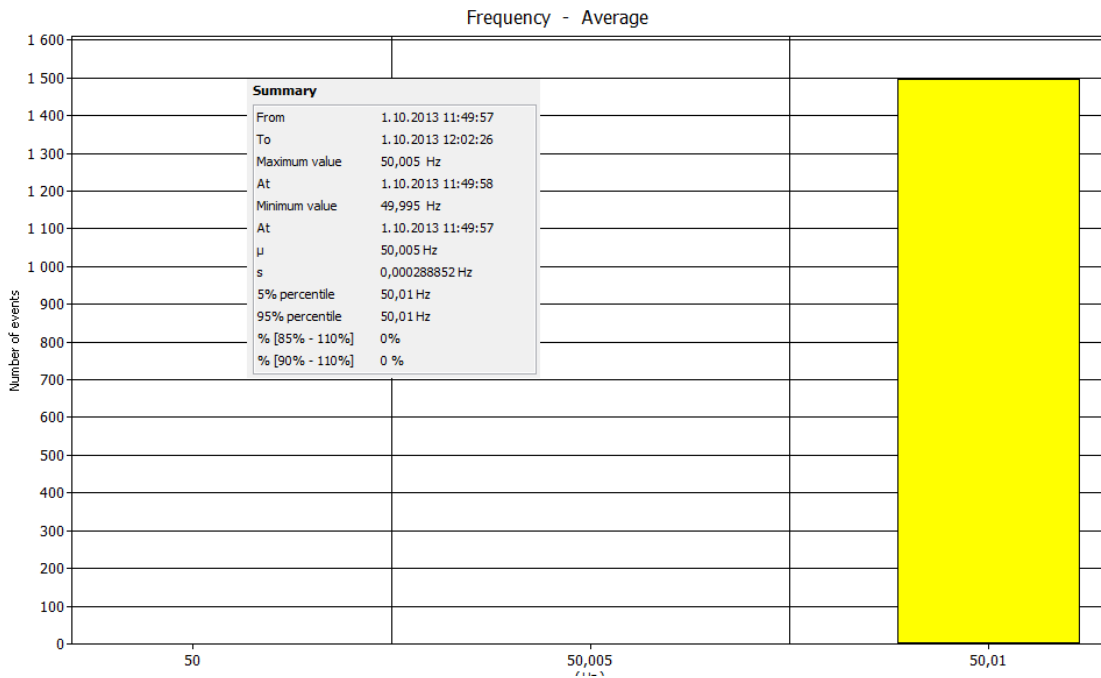 Frequency - Average
1 600
1 500
1 400
1 300
1 200
1 100
1 000
900
800
700
600
500
400
300
200
100
0
Number of events
Summary
From 1.10.2013 11:49:57
To 1.10.2013 12:02:26
Maximum value 50,005 Hz
At 1.10.2013 11:49:58
Minimum value 49,995 Hz
At 1.10.2013 11:49:57
µ 50,005 Hz
s 0,000288852 Hz
5% percentile 50,01 Hz
95% percentile 50,01 Hz
% [85% - 110%] 0%
% [90% - 110%] 0 %
50 50,005 50,01